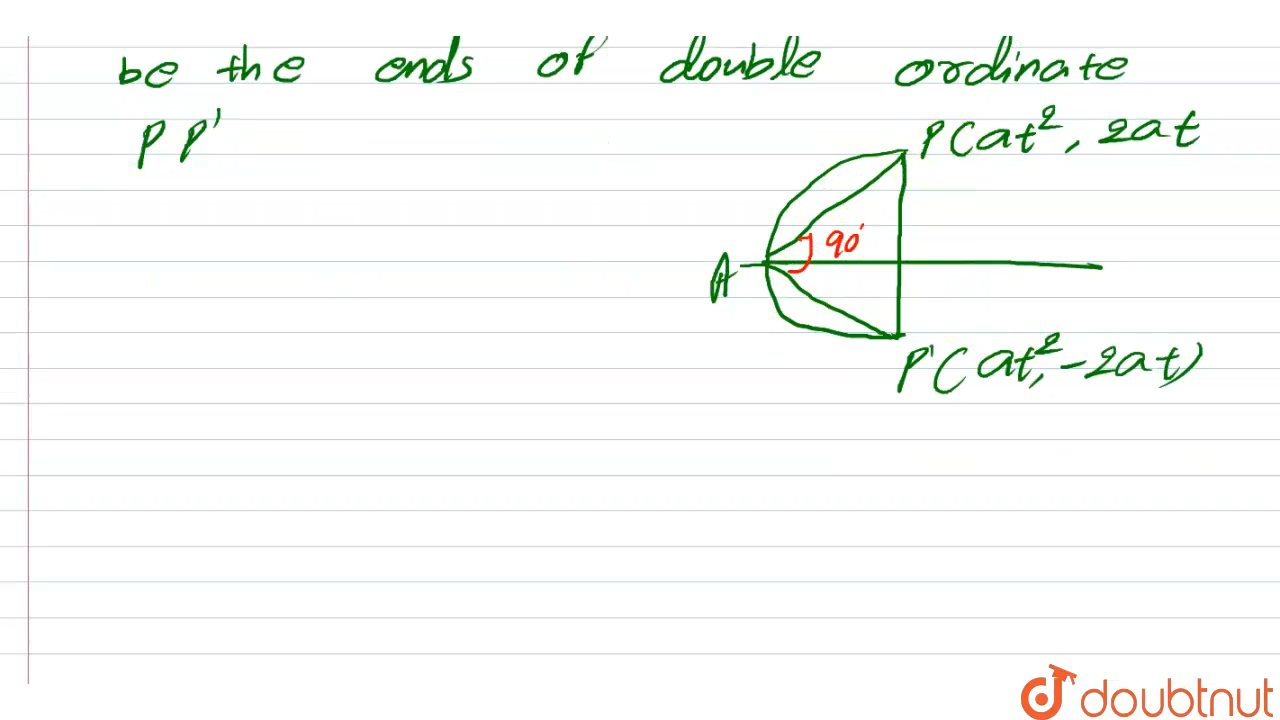 be the ends of double ordinate
PP'
P(at², 2at
90°
A
P'(at², -2at)
doubtnut